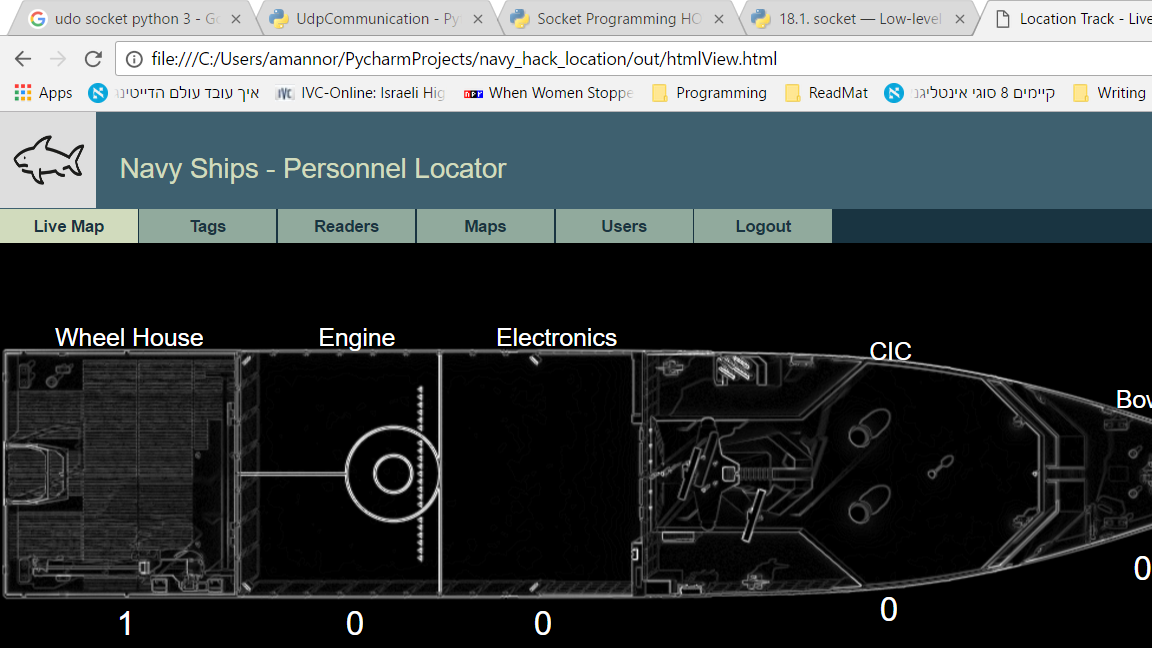 udo socket python 3 - Go
UdpCommunication - Py
Socket Programming HO
18.1. socket — Low-level
Location Track - Live
file:///C:/Users/amannor/PycharmProjects/navy_hack_location/out/htmlView.html
Apps
איך עובד עולם הדייטינג
IVC-Online: Israeli Hig
When Women Stoppe
Programming
ReadMat
קיימים 8 סוגי אינטליגנ
Writing
Navy Ships - Personnel Locator
Live Map
Tags
Readers
Maps
Users
Logout
Wheel House
Engine
Electronics
CIC
Bow
1
0
0
0
0